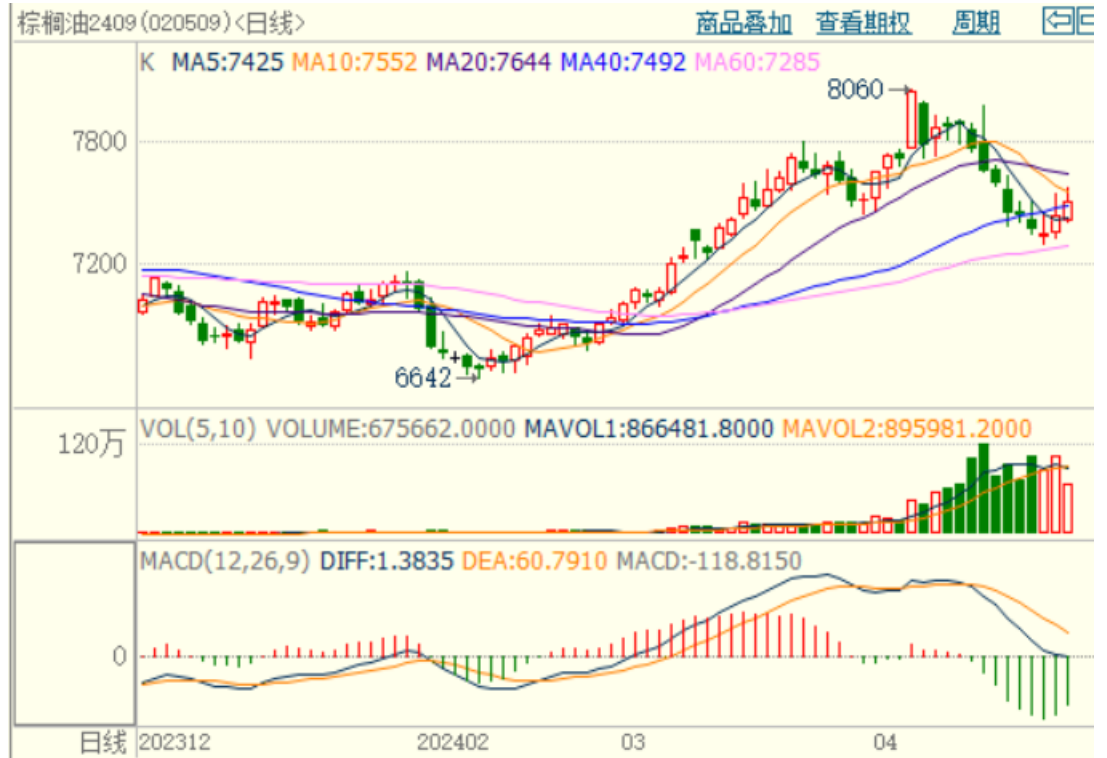 棕榈油2409(020509)<日线> 商品叠加 查看期权 周期
K MA5:7425 MA10:7552 MA20:7644 MA40:7492 MA60:7285
8060
7800
7200
6642
VOL(5,10) VOLUME:675662.0000 MAVOL1:866481.8000 MAVOL2:895981.2000
120万
MACD(12,26,9) DIFF:1.3835 DEA:60.7910 MACD:-118.8150
0
日线 202312 202402 03 04